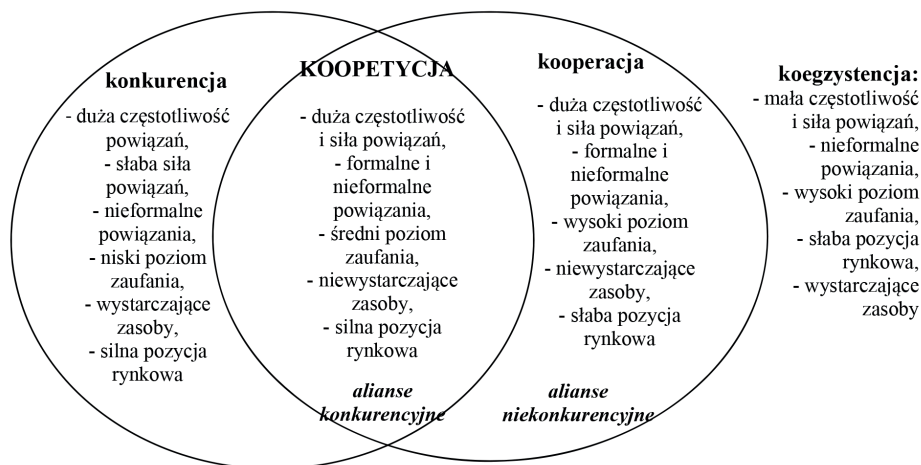 konkurencja
- duża częstotliwość
powiązań,
- słaba siła
powiązań,
- nieformalne
powiązania,
- niski poziom
zaufania,
- wystarczające
zasoby,
- silna pozycja
rynkowa
KOOPETYCJA
- duża częstotliwość
i siła powiązań,
- formalne i
nieformalne
powiązania,
- średni poziom
zaufania,
- niewystarczające
zasoby,
- silna pozycja
rynkowa
alianse
konkurencyjne
kooperacja
- duża częstotliwość
i siła powiązań,
- formalne i
nieformalne
powiązania,
- wysoki poziom
zaufania,
- niewystarczające
zasoby,
- słaba pozycja
rynkowa
alianse
niekonkurencyjne
koegzystencja:
- mała częstotliwość
i siła powiązań,
- nieformalne
powiązania,
- wysoki poziom
zaufania,
- słaba pozycja
rynkowa,
- wystarczające
zasoby